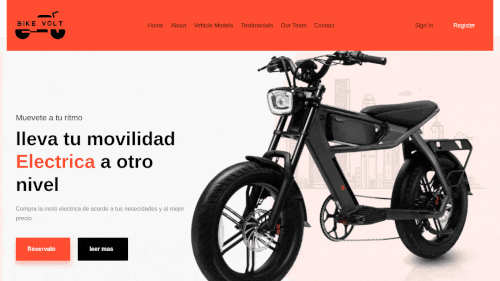 BIKE VOLT
Home About Vehicle Models Testimonials Our Team Contact
Sign In Register
Muevete a tu ritmo
lleva tu movilidad
Electrica a otro
nivel
Compra la moto electrica de acorde a tus nesecidades y al mejor
precio
Reservalo leer mas